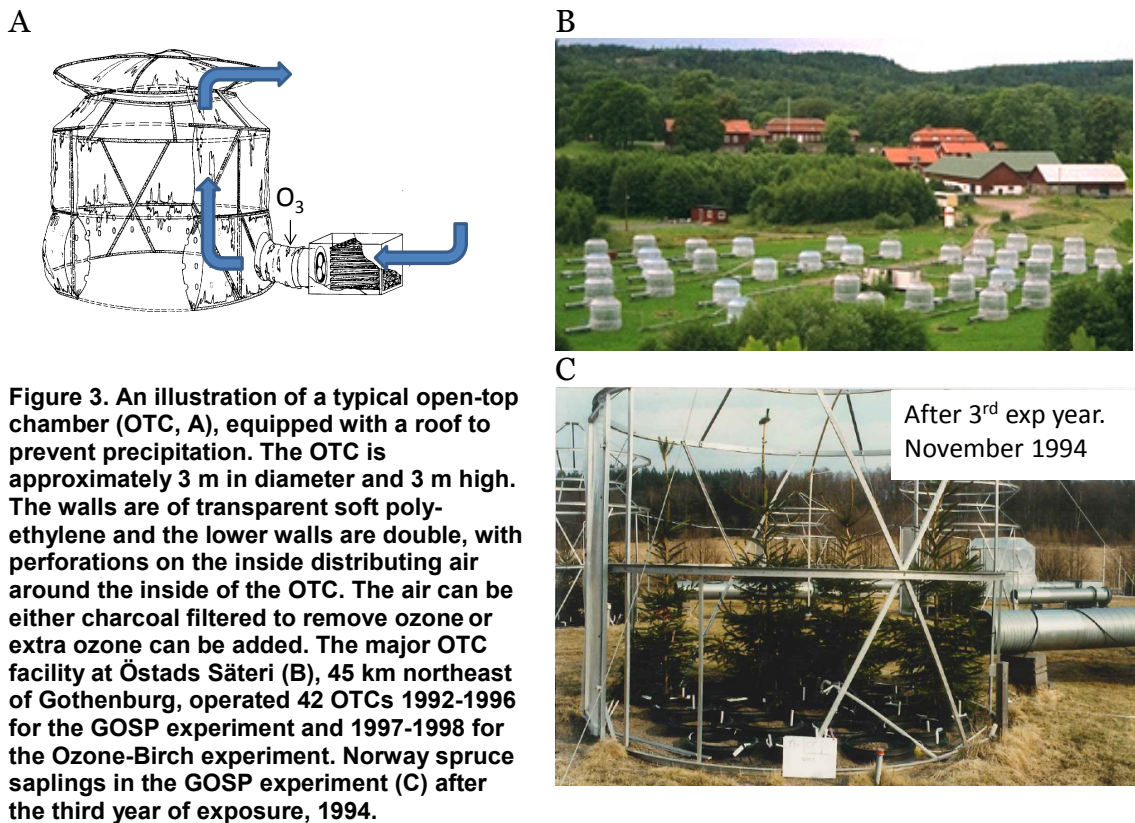 A
O3
Figure 3. An illustration of a typical open-top
chamber (OTC, A), equipped with a roof to
prevent precipitation. The OTC is
approximately 3 m in diameter and 3 m high.
The walls are of transparent soft poly-
ethylene and the lower walls are double, with
perforations on the inside distributing air
around the inside of the OTC. The air can be
either charcoal filtered to remove ozone or
extra ozone can be added. The major OTC
facility at Östads Säteri (B), 45 km northeast
of Gothenburg, operated 42 OTCs 1992-1996
for the GOSP experiment and 1997-1998 for
the Ozone-Birch experiment. Norway spruce
saplings in the GOSP experiment (C) after
the third year of exposure, 1994.
B
C
After 3rd exp year.
November 1994